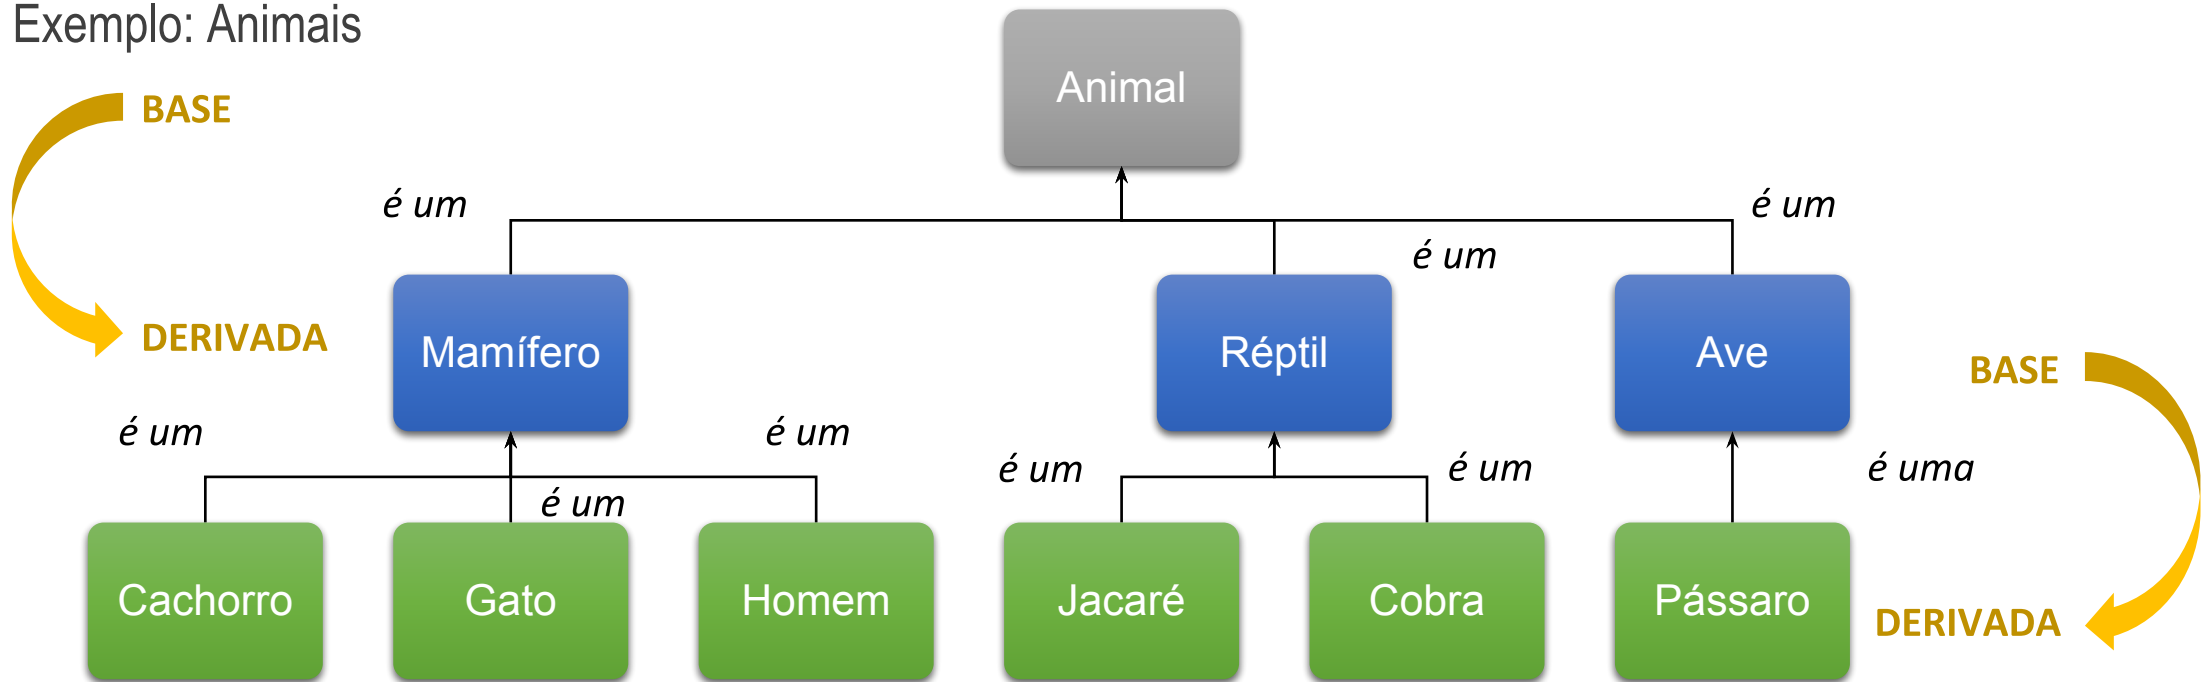 Exemplo: Animais
Animal
BASE
é um
é um
é um
DERIVADA
Mamífero
Réptil
Ave
BASE
é um
é um
é um
é um
é um
é uma
Cachorro
Gato
Homem
Jacaré
Cobra
Pássaro
DERIVADA